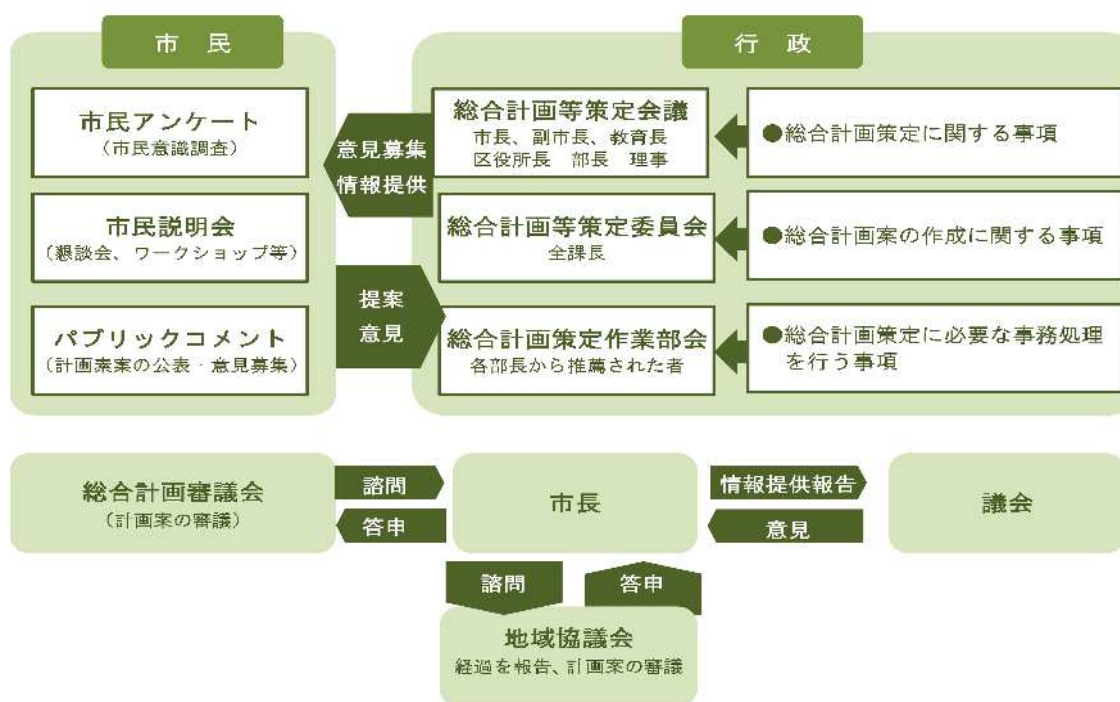 市 民
市民アンケート
（市民意識調査）
市民説明会
（懇談会、ワークショップ等）
パブリックコメント
（計画素案の公表・意見募集）
意見募集
情報提供
提案
意見
行 政
総合計画等策定会議
市長、副市長、教育長
区役所長 部長 理事
●総合計画策定に関する事項
総合計画等策定委員会
全課長
●総合計画案の作成に関する事項
総合計画策定作業部会
各部長から推薦された者
●総合計画策定に必要な事務処理
を行う事項
総合計画審議会
（計画案の審議）
諮問
答申
市長
情報提供報告
意見
議会
諮問
答申
地域協議会
経過を報告、計画案の審議